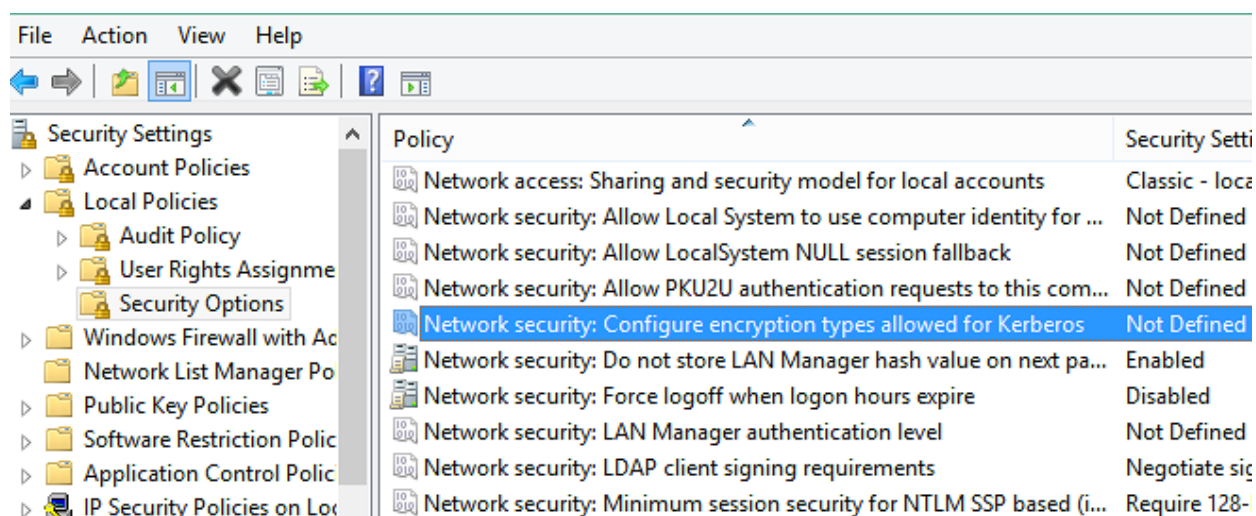 File Action View Help
Security Settings
Account Policies
Local Policies
Audit Policy
User Rights Assignme
Security Options
Windows Firewall with Ad
Network List Manager Po
Public Key Policies
Software Restriction Polic
Application Control Polic
IP Security Policies on Loc
Policy Security Setti
Network access: Sharing and security model for local accounts Classic - loca
Network security: Allow Local System to use computer identity for ... Not Defined
Network security: Allow LocalSystem NULL session fallback Not Defined
Network security: Allow PKU2U authentication requests to this com... Not Defined
Network security: Configure encryption types allowed for Kerberos Not Defined
Network security: Do not store LAN Manager hash value on next pa... Enabled
Network security: Force logoff when logon hours expire Disabled
Network security: LAN Manager authentication level Not Defined
Network security: LDAP client signing requirements Negotiate sig
Network security: Minimum session security for NTLM SSP based (i... Require 128-